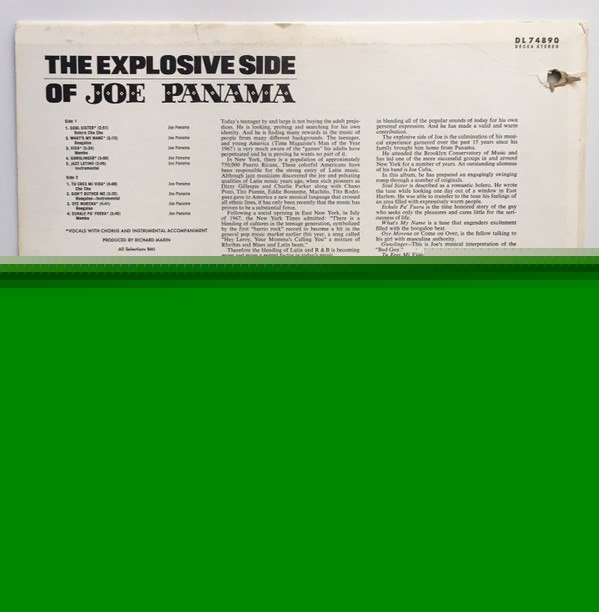 DL 74890
DECCA STEREO
THE EXPLOSIVE SIDE
OF JOE PANAMA
Side 1
1. SOUL SISTER* (2:51) Joe Panama
Bolero Cha Cha
2. WHAT'S MY NAME* Joe Panama
Boogaloo
3. VIDA* Joe Panama
Mambo
4. GUNSLINGER* Joe Panama
5. JAZZ LATINO Joe Panama
Instrumental
Side 2
1. TU ERES MI VIDA* Joe Panama
Cha Cha
2. DON'T BOTHER ME Joe Panama
Boogaloo—Instrumental
3. OYE MORENA* Joe Panama
Boogaloo
4. ECHALE PA' FUERA* Joe Panama
Mambo
*VOCALS WITH CHORUS AND INSTRUMENTAL ACCOMPANIMENT
PRODUCED BY RICHARD MARIN
All Selections BMI
Today's teenager by and large is not buying the adult preju-
dices. He is looking, probing and searching for his own
identity. And he is finding many rewards in the music of
people from many different backgrounds. The teenager,
and young America (Time Magazine's Man of the Year
1967) is very much aware of the "games" his adults have
perpetuated and he is proving he wants no part of it.
In New York, there is a population of approximately
750,000 Puerto Ricans. These colorful Americans have
been responsible for the strong entry of Latin music.
Although jazz musicians discovered the joy and pulsating
qualities of Latin music years ago, when such pioneers as
Dizzy Gillespie and Charlie Parker along with Chano
Pozo, Tito Puente, Eddie Bonneme, Machito, Tito Rodri-
guez gave to America a new musical language that crossed
all ethnic lines, it has only been recently that the music has
proven to be a substantial force.
Following a social uprising in East New York, in July
of 1967, the New York Times admitted: "There is a
blending of cultures in the teenage generation, symbolized
by the first "barrio rock" record to become a hit in the
general pop music market earlier this year, a song called
"Hey Leroy, Your Momma's Calling You" a mixture of
Rhythm and Blues and Latin beats."
Therefore the blending of Latin and R & B is becoming
more and more a potent factor in today's music
in blending all of the popular sounds of today for his own
personal expression. And he has made a valid and warm
contribution.
The explosive side of Joe is the culmination of his musi-
cal experience garnered over the past 15 years since his
family brought him home from Panama.
He attended the Brooklyn Conservatory of Music and
has led one of the more successful groups in and around
New York for a number of years. An outstanding alumnus
of his band is Joe Cuba.
In this album, he has prepared an engagingly swinging
romp through a number of originals.
Soul Sister is described as a romantic bolero. He wrote
the tune while looking one day out of a window in East
Harlem. He was able to transfer to the tune his feelings of
an area filled with expressively warm people.
Echale Pa' Fuera is the time honored story of the guy
who seeks only the pleasures and cares little for the seri-
ousness of life.
What's My Name is a tune that engenders excitement
filled with the boogaloo beat.
Oye Morena or Come on Over, is the fellow talking to
his girl with masculine authority.
Gunslinger—This is Joe's musical interpretation of the
"Bad Guy."
Tu Eres Mi Vida